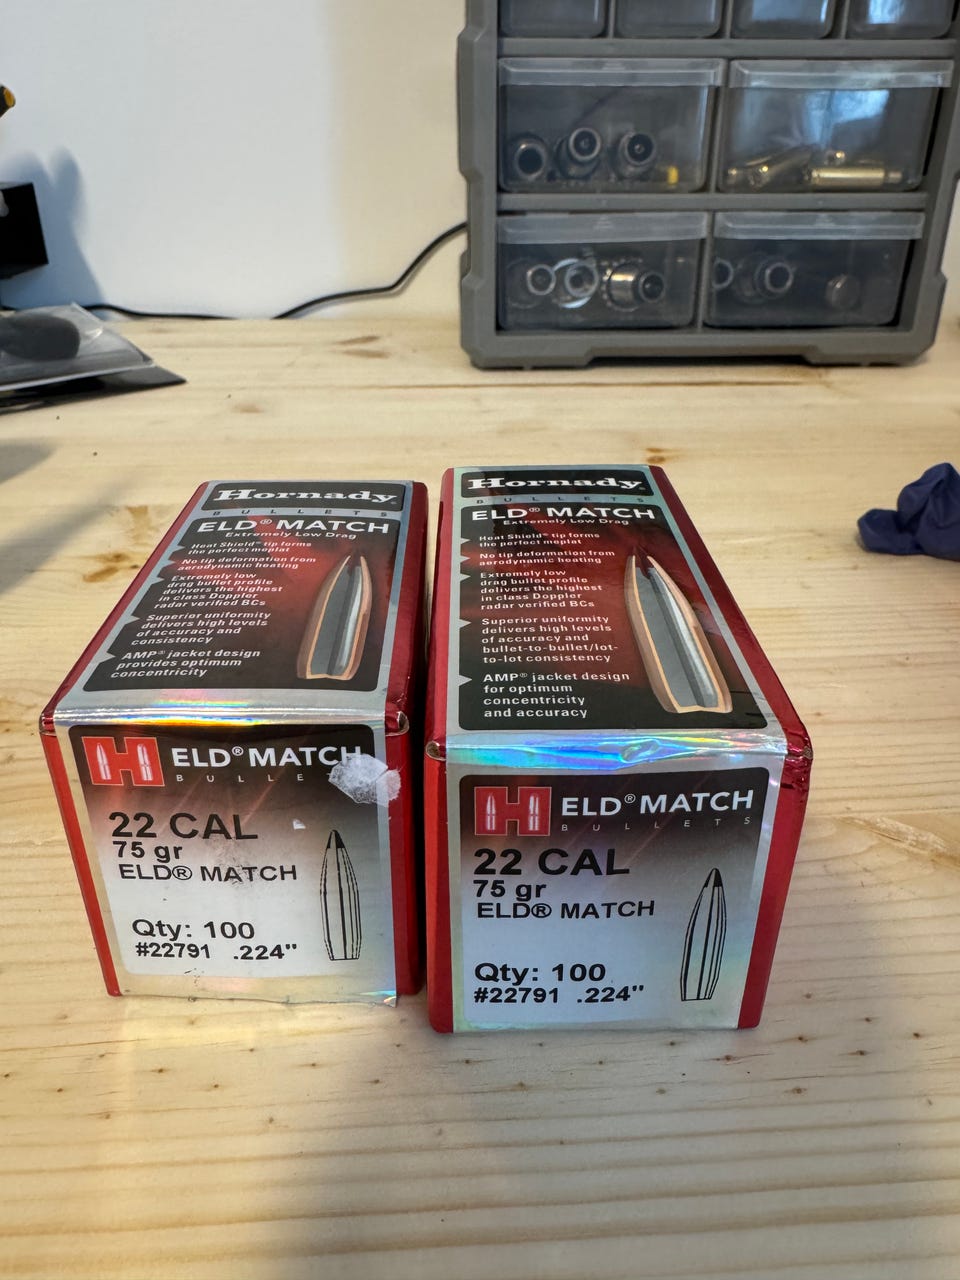 Hornady
BULLETS
ELD® MATCH
Extremely Low Drag
Heat Shield™ tip forms
the perfect meplat
No tip deformation from
aerodynamic heating
Extremely low
drag bullet profile
delivers the highest
in class Doppler
radar verified BCs
Superior uniformity
delivers high levels
of accuracy and
consistency
AMP® jacket design
provides optimum
concentricity
H ELD® MATCH
BULLE
22 CAL
75 gr
ELD® MATCH
Qty: 100
#22791 .224"
Hornady®
BULLETS
ELD® MATCH
Extremely Low Drag
Heat Shield™ tip forms
the perfect meplat
No tip deformation from
aerodynamic heating
Extremely low
drag bullet profile
delivers the highest
in class Doppler
radar verified BCs
Superior uniformity
delivers high levels
of accuracy and
bullet-to-bullet/lot-
to-lot consistency
AMP® jacket design
for optimum
concentricity
and accuracy
H ELD® MATCH
BULLETS
22 CAL
75 gr
ELD® MATCH
Qty: 100
#22791 .224"